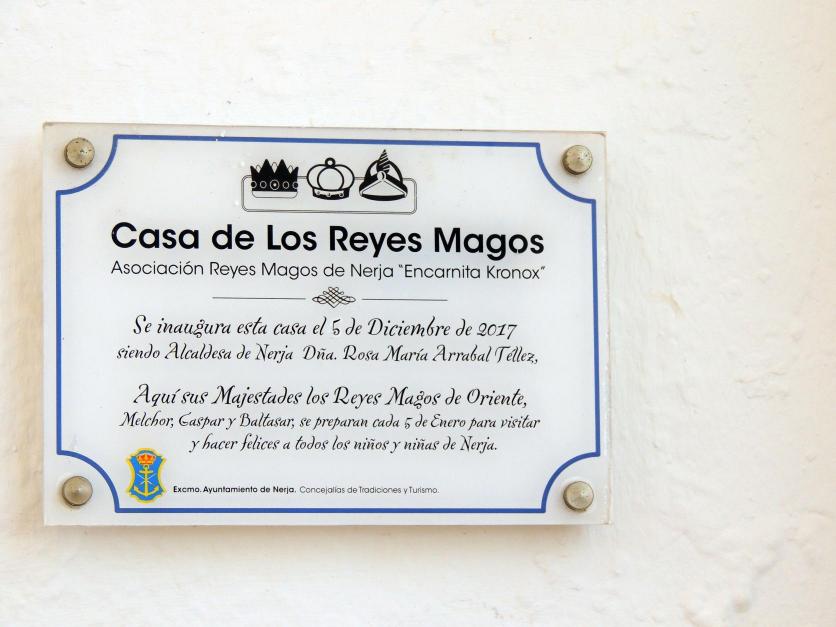 Casa de Los Reyes Magos
Asociación Reyes Magos de Nerja "Encarnita Kronox"
Se inaugura esta casa el 5 de Diciembre de 2017
siendo Alcaldesa de Nerja Dña. Rosa María Arrabal Téllez,
Aquí sus Majestades los Reyes Magos de Oriente,
Melchor, Gaspar y Baltasar, se preparan cada 5 de Enero para visitar
y hacer felices a todos los niños y niñas de Nerja.
Excmo. Ayuntamiento de Nerja. Concejalías de Tradiciones y Turismo.